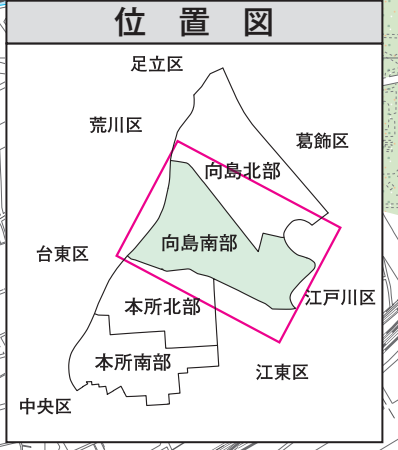 位置図
足立区
荒川区
葛飾区
向島北部
向島南部
台東区
江戸川区
本所北部
本所南部
江東区
中央区